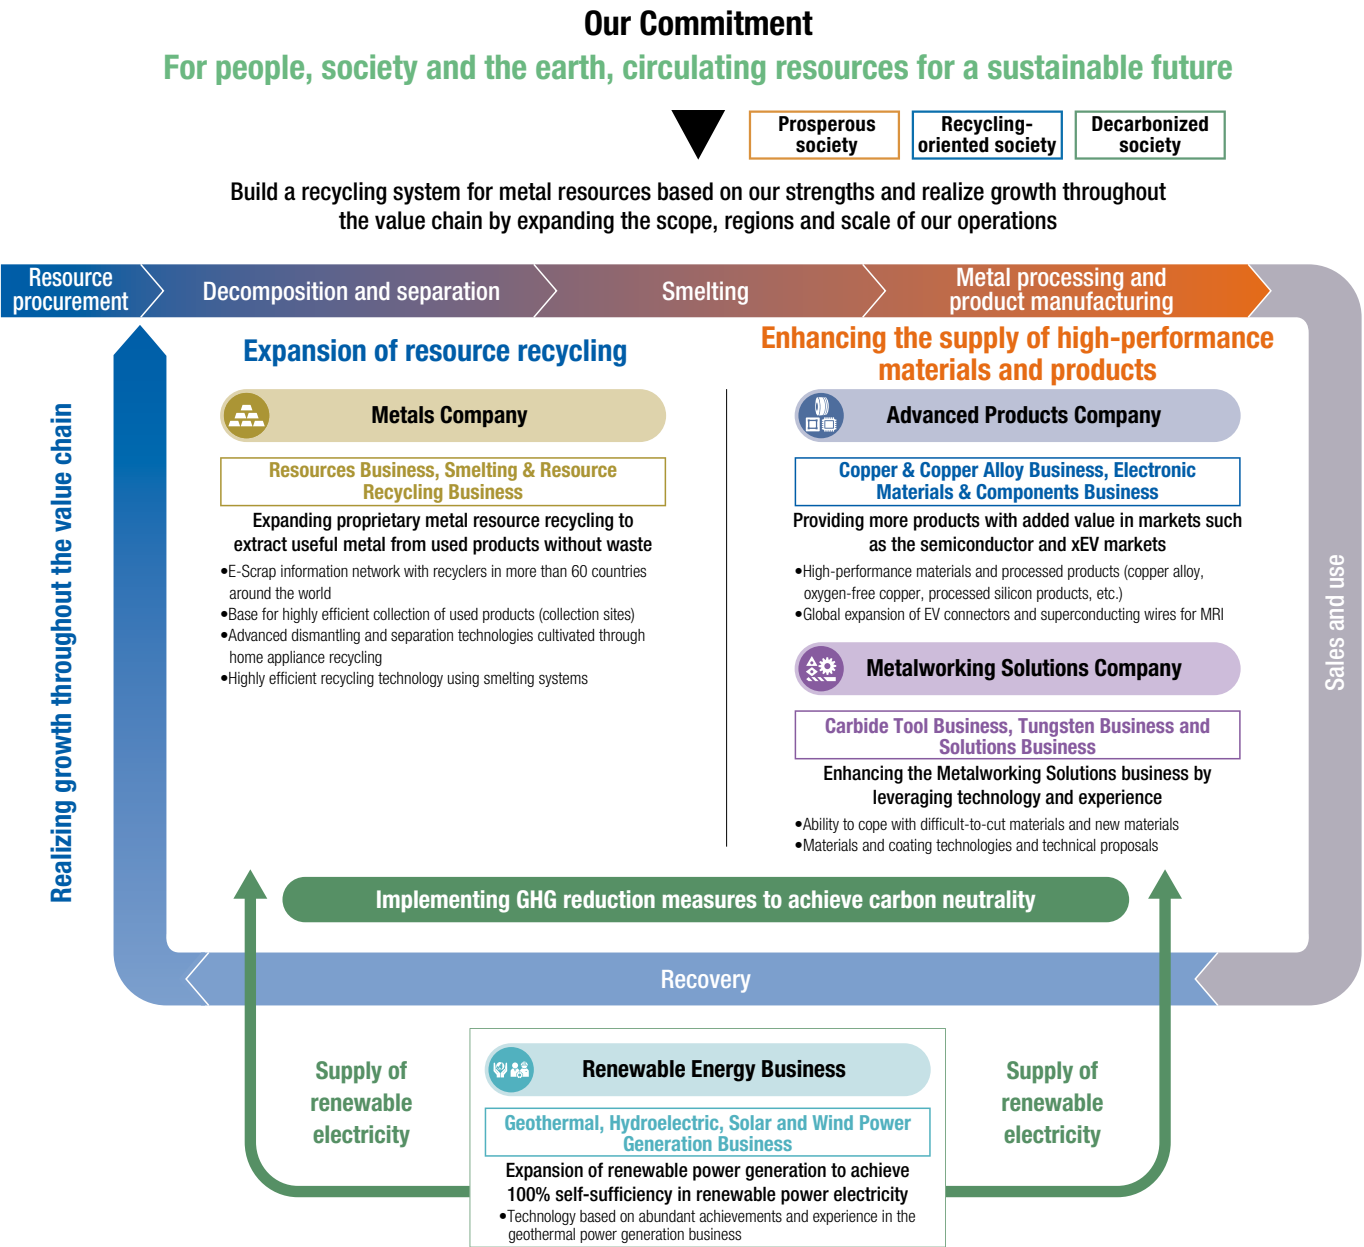 Our Commitment
For people, society and the earth, circulating resources for a sustainable future
Prosperous
society
Recycling-
oriented society
Decarbonized
society
Build a recycling system for metal resources based on our strengths and realize growth throughout
the value chain by expanding the scope, regions and scale of our operations
Resource
procurement
Decomposition and separation
Smelting
Metal processing and
product manufacturing
Sales and use
Recovery
Realizing growth throughout the value chain
Expansion of resource recycling
Metals Company
Resources Business, Smelting & Resource
Recycling Business
Expanding proprietary metal resource recycling to
extract useful metal from used products without waste
•E-Scrap information network with recyclers in more than 60 countries
around the world
•Base for highly efficient collection of used products (collection sites)
•Advanced dismantling and separation technologies cultivated through
home appliance recycling
•Highly efficient recycling technology using smelting systems
Enhancing the supply of high-performance
materials and products
Advanced Products Company
Copper & Copper Alloy Business, Electronic
Materials & Components Business
Providing more products with added value in markets such
as the semiconductor and xEV markets
•High-performance materials and processed products (copper alloy,
oxygen-free copper, processed silicon products, etc.)
•Global expansion of EV connectors and superconducting wires for MRI
Metalworking Solutions Company
Carbide Tool Business, Tungsten Business and
Solutions Business
Enhancing the Metalworking Solutions business by
leveraging technology and experience
•Ability to cope with difficult-to-cut materials and new materials
•Materials and coating technologies and technical proposals
Implementing GHG reduction measures to achieve carbon neutrality
Supply of
renewable
electricity
Renewable Energy Business
Geothermal, Hydroelectric, Solar and Wind Power
Generation Business
Expansion of renewable power generation to achieve
100% self-sufficiency in renewable power electricity
•Technology based on abundant achievements and experience in the
geothermal power generation business
Supply of
renewable
electricity